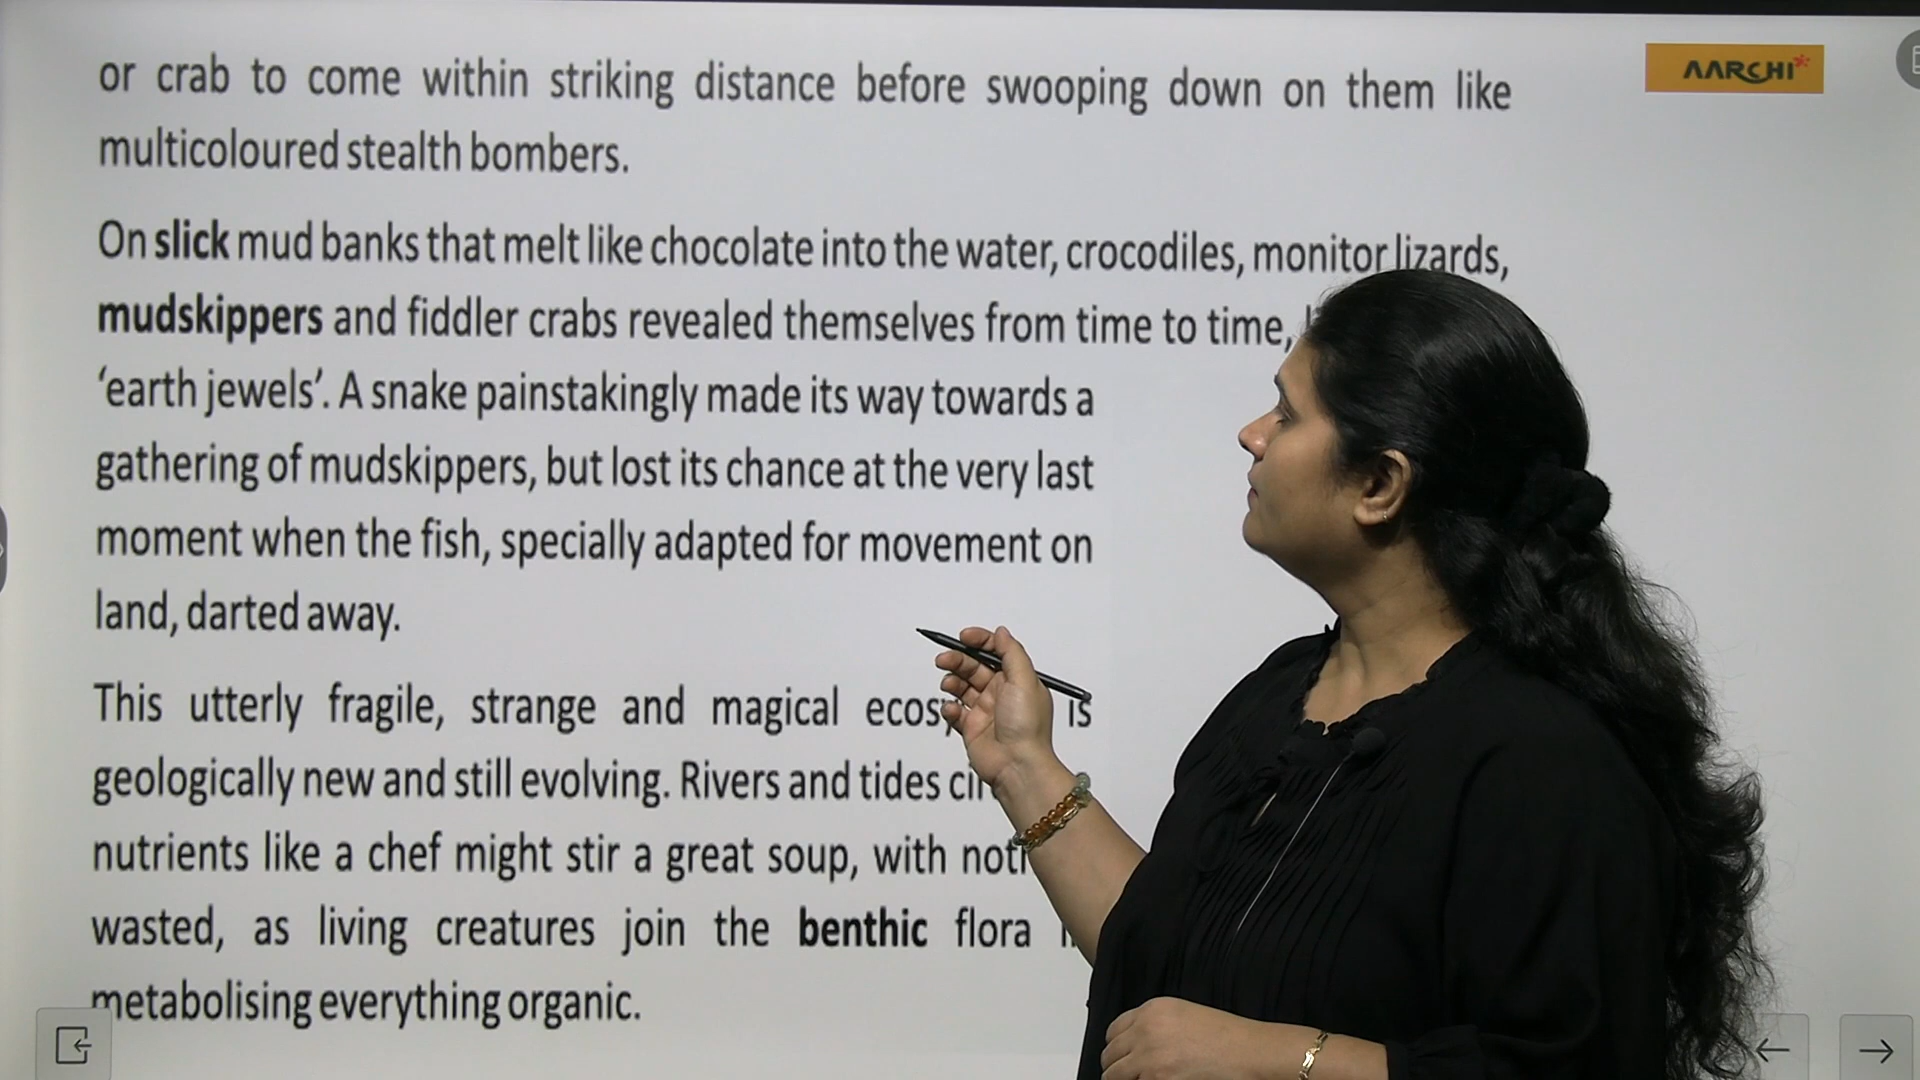 or crab to come within striking distance before swooping down on them like
multicoloured stealth bombers.
On slick mud banks that melt like chocolate into the water, crocodiles, monitor lizards,
mudskippers and fiddler crabs revealed themselves from time to time,
‘earth jewels’. A snake painstakingly made its way towards a
gathering of mudskippers, but lost its chance at the very last
moment when the fish, specially adapted for movement on
land, darted away.
This utterly fragile, strange and magical is
geologically new and still evolving. Rivers and tides
nutrients like a chef might stir a great soup, with
wasted, as living creatures join the benthic flora
metabolising everything organic.
AARCHI